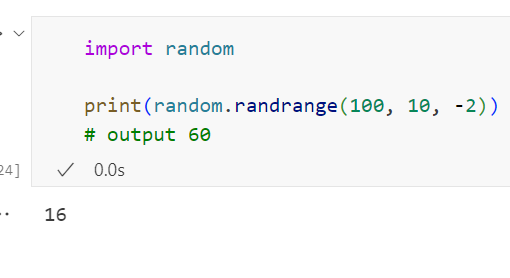 import random
print(random.randrange(100, 10, -2))
# output 60
24]
0.0s
16